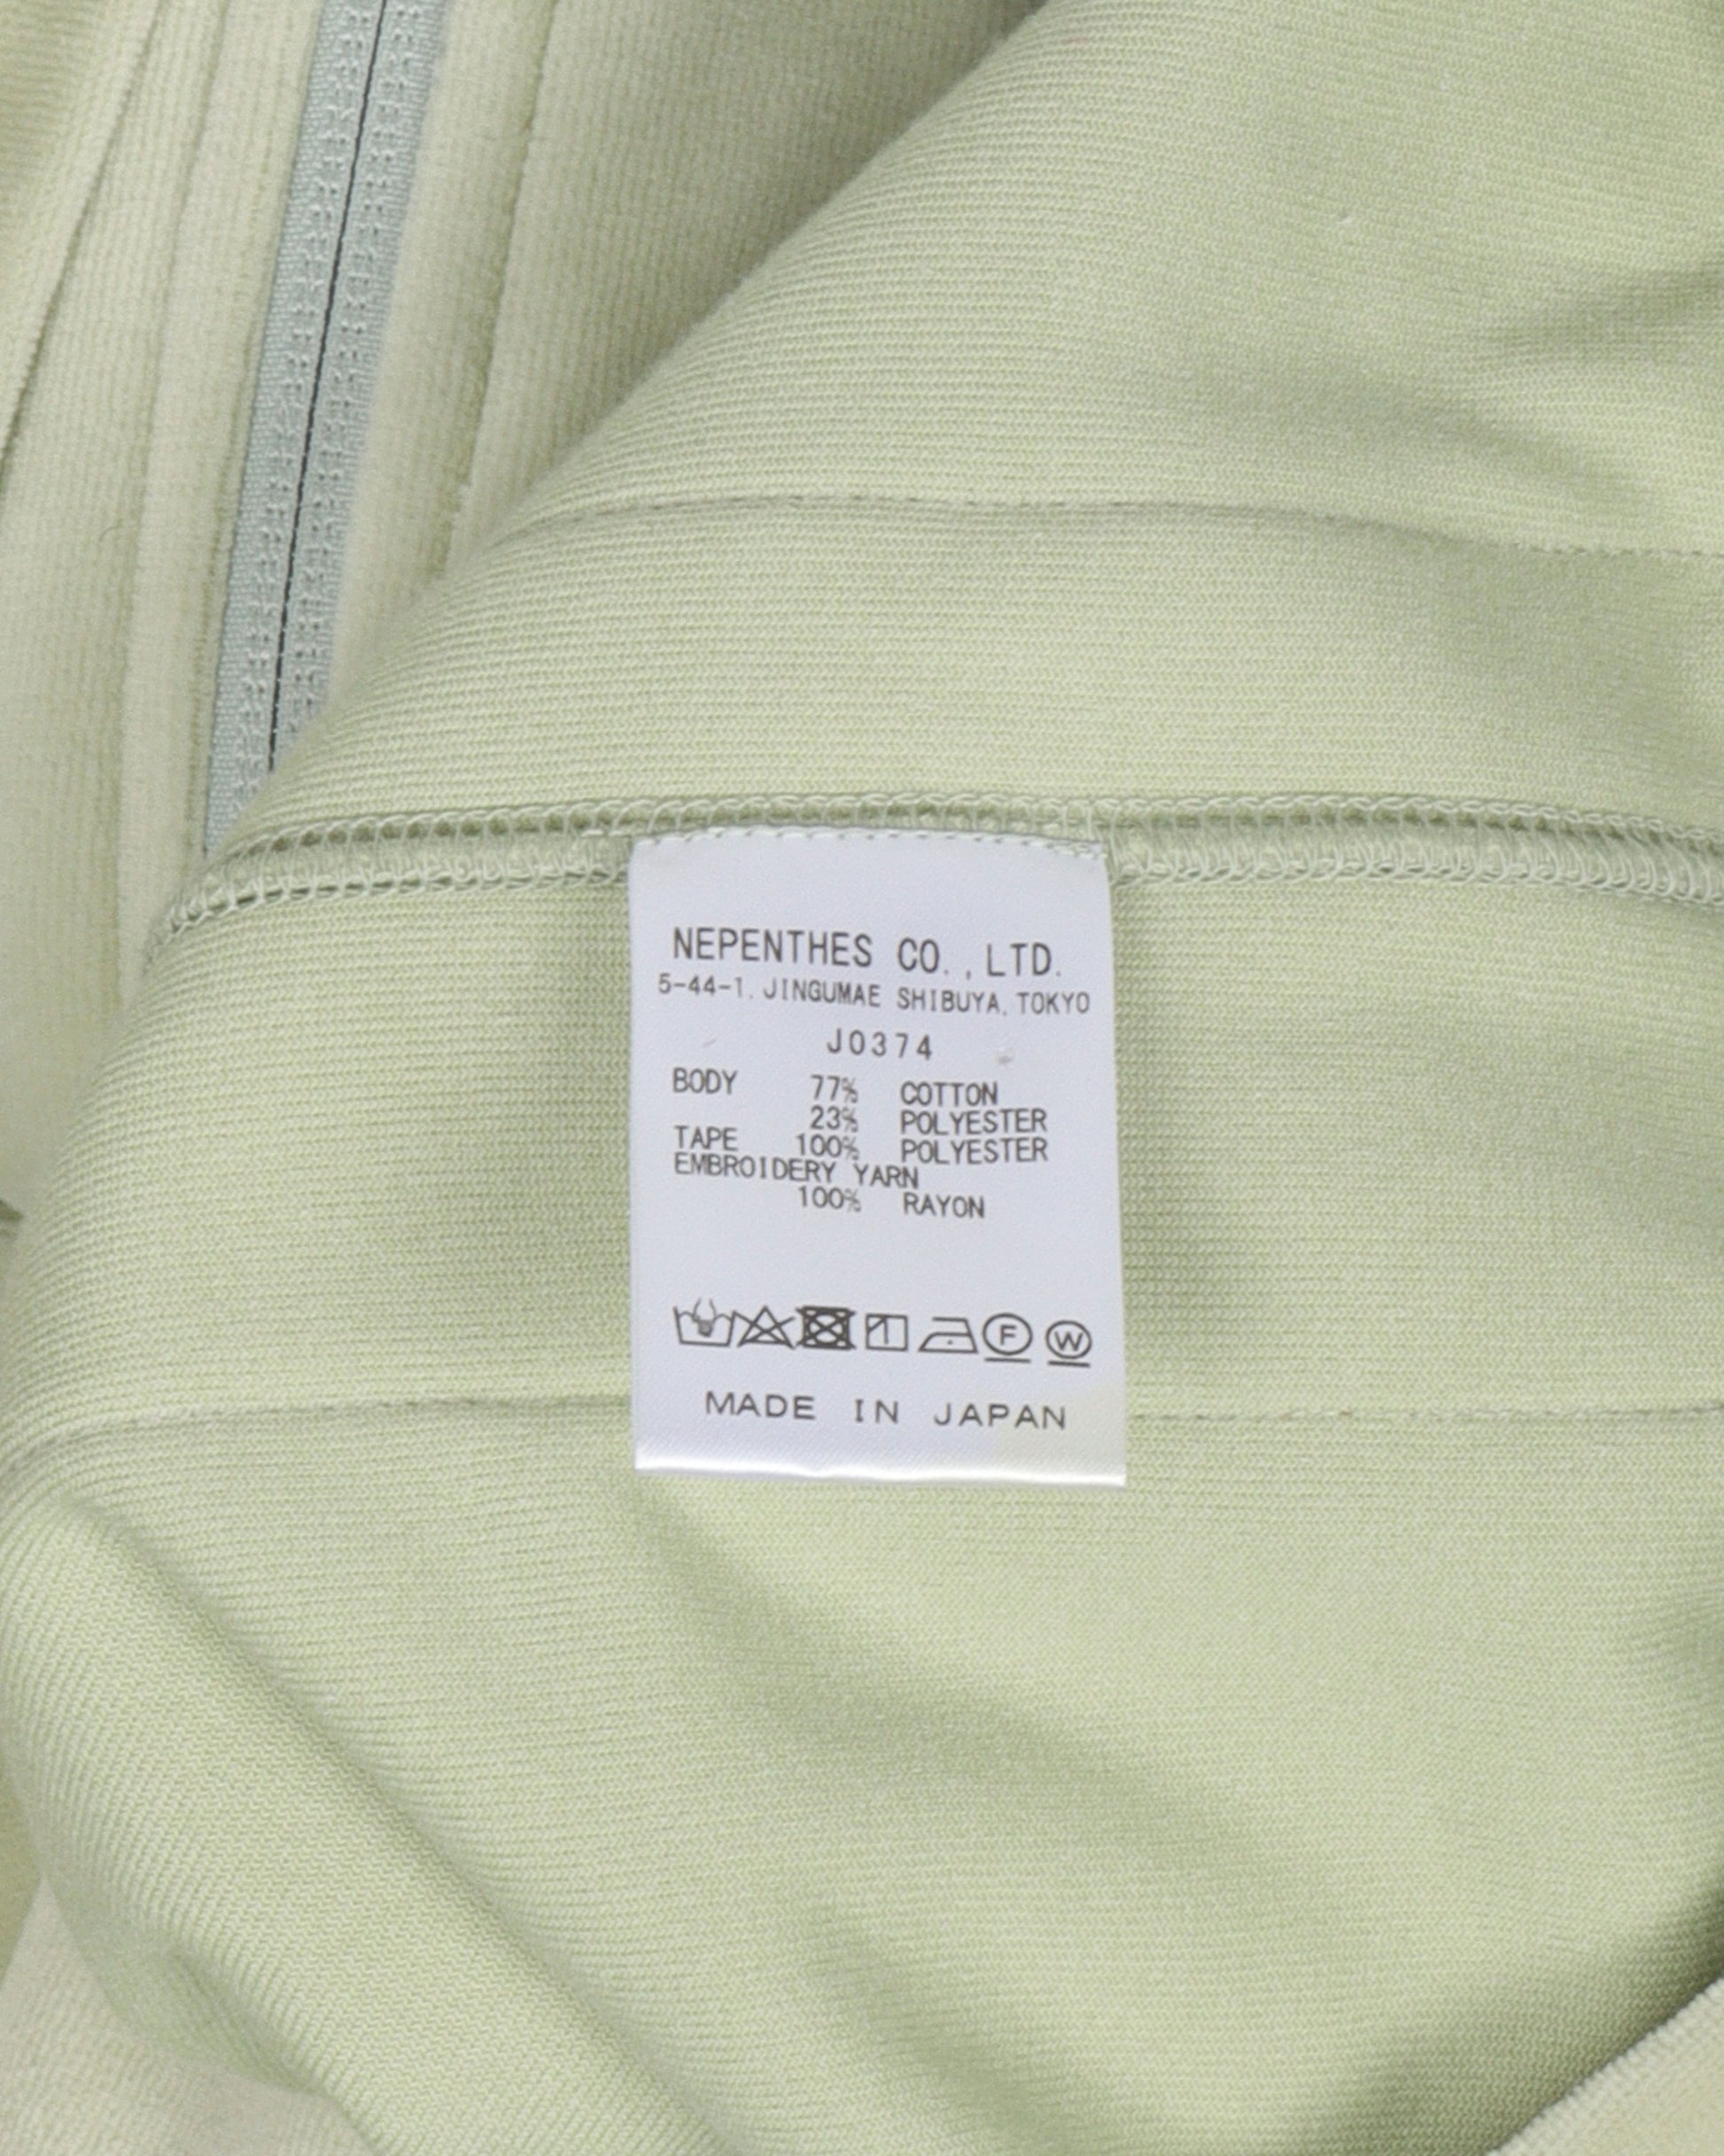 NEPENTHES CO.,LTD.
5-44-1. JINGUMAE SHIBUYA. TOKYO
J0374
BODY 77% COTTON
23% POLYESTER
TAPE 100% POLYESTER
EMBROIDERY YARN
100% RAYON
F W
MADE IN JAPAN